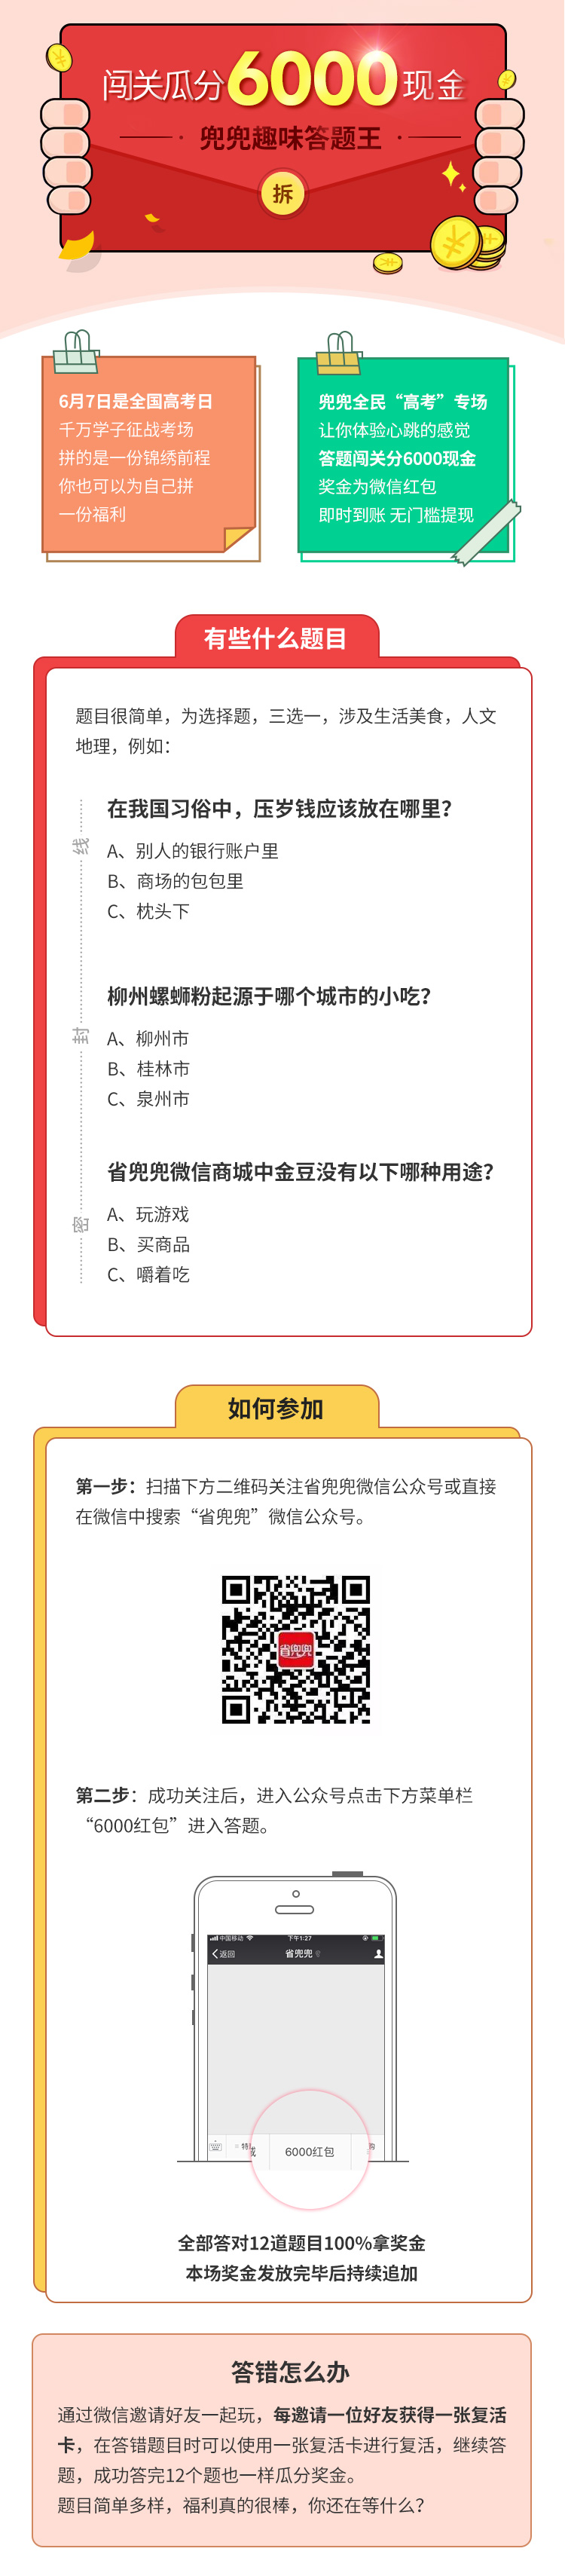 闯关瓜分6000现金
兜兜趣味答题王
拆
6月7日是全国高考日
千万学子征战考场
拼的是一份锦绣前程
你也可以为自己拼
一份福利
兜兜全民“高考”专场
让你体验心跳的感觉
答题闯关分6000现金
奖金为微信红包
即时到账 无门槛提现
有些什么题目
题目很简单，为选择题，三选一，涉及生活美食，人文
地理，例如：
在我国习俗中，压岁钱应该放在哪里？
线
A、别人的银行账户里
B、商场的包包里
C、枕头下
柳州螺蛳粉起源于哪个城市的小吃？
封
A、柳州市
B、桂林市
C、泉州市
省兜兜微信商城中金豆没有以下哪种用途？
密
A、玩游戏
B、买商品
C、嚼着吃
如何参加
第一步：扫描下方二维码关注省兜兜微信公众号或直接
在微信中搜索“省兜兜”微信公众号。
省兜兜
第二步：成功关注后，进入公众号点击下方菜单栏
“6000红包”进入答题。
中国移动 下午1:27
返回 省兜兜
特 城 6000红包 购
全部答对12道题目100%拿奖金
本场奖金发放完毕后持续追加
答错怎么办
通过微信邀请好友一起玩，每邀请一位好友获得一张复活
卡，在答错题目时可以使用一张复活卡进行复活，继续答
题，成功答完12个题也一样瓜分奖金。
题目简单多样，福利真的很棒，你还在等什么？